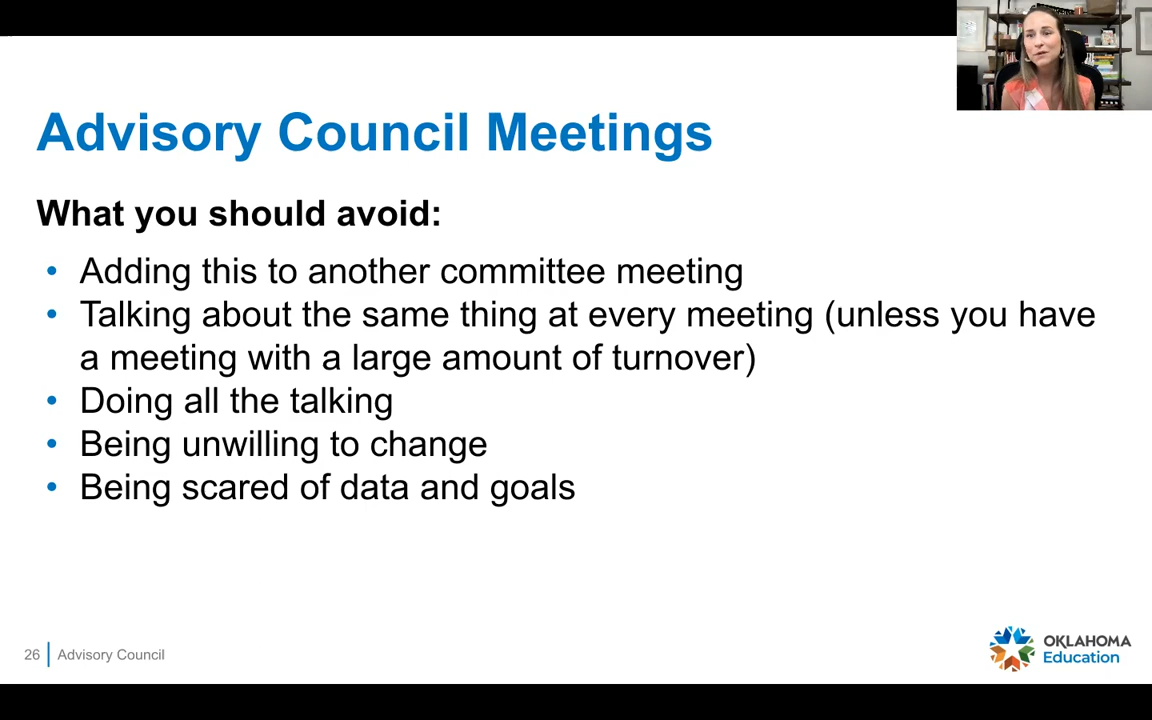 Advisory Council Meetings
What you should avoid:
• Adding this to another committee meeting
• Talking about the same thing at every meeting (unless you have
a meeting with a large amount of turnover)
• Doing all the talking
• Being unwilling to change
• Being scared of data and goals
26 | Advisory Council
OKLAHOMA
Education